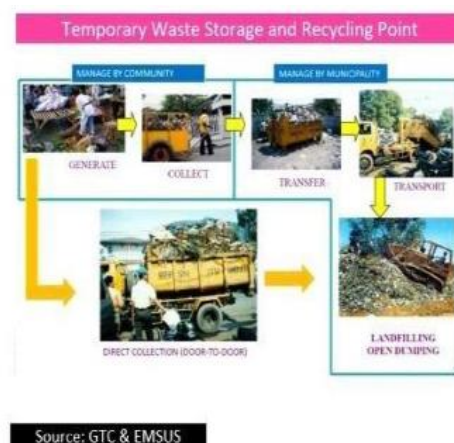 Temporary Waste Storage and Recycling Point
MANAGE BY COMMUNITY
MANAGE BY MUNICIPALITY
GENERATE
COLLECT
TRANSFER
TRANSPORT
DIRECT COLLECTION (DOOR-TO-DOOR)
LANDFILLING
OPEN DUMPING
Source: GTC & EMSUS